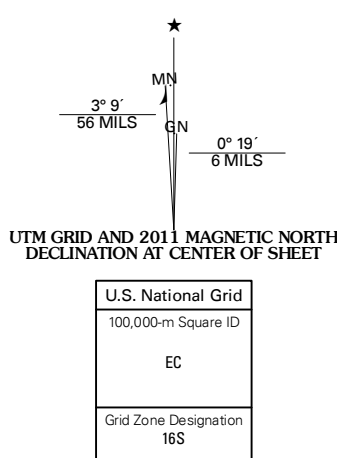 ★
MN
3° 9´
56 MILS
GN
0° 19´
6 MILS
UTM GRID AND 2011 MAGNETIC NORTH
DECLINATION AT CENTER OF SHEET
U.S. National Grid
100,000-m Square ID
EC
Grid Zone Designation
16S